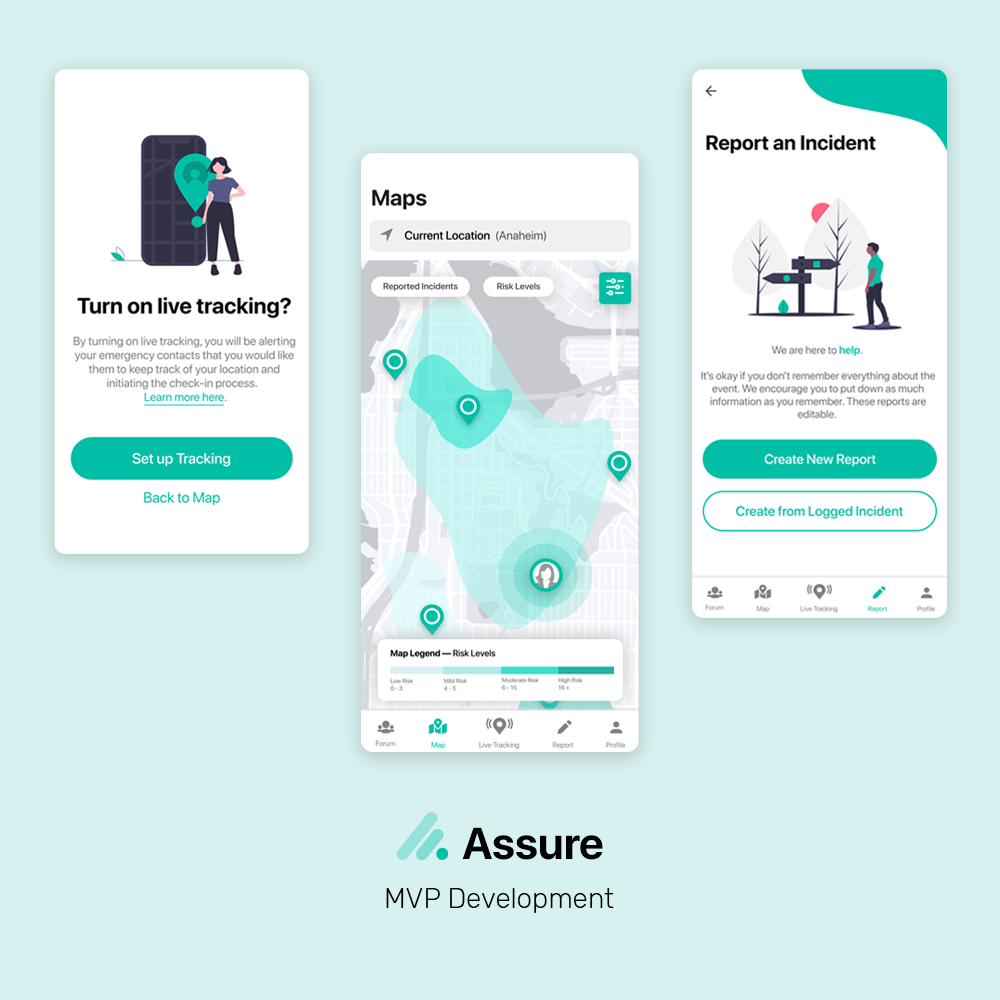 Turn on live tracking?
By turning on live tracking, you will be alerting
your emergency contacts that you would like
them to keep track of your location and
initiating the check-in process.
Learn more here.
Set up Tracking
Back to Map
Maps
Current Location (Anaheim)
Reported Incidents
Risk Levels
Map Legend — Risk Levels
Low Risk
0 - 3
Mild Risk
4 - 5
Moderate Risk
6 - 15
High Risk
16 +
Forum
Map
Live Tracking
Report
Profile
Report an Incident
We are here to help.
It's okay if you don't remember everything about the
event. We encourage you to put down as much
information as you remember. These reports are
editable.
Create New Report
Create from Logged Incident
Forum
Map
Live Tracking
Report
Profile
Assure
MVP Development